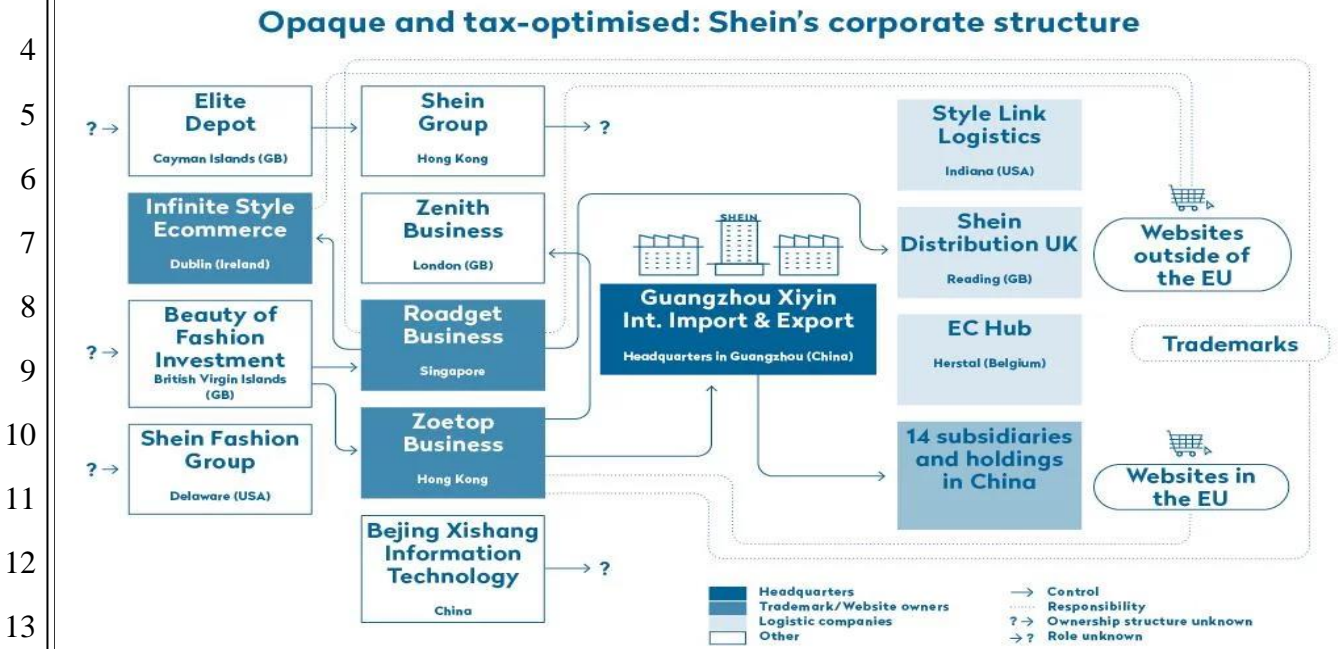 Opaque and tax-optimised: Shein's corporate structure
4
5
6
7
8
9
10
11
12
13
? →
Elite
Depot
Cayman Islands (GB)
Shein
Group
Hong Kong
→ ?
Infinite Style
Ecommerce
Dublin (Ireland)
Zenith
Business
London (GB)
? →
Beauty of
Fashion
Investment
British Virgin Islands
(GB)
Roadget
Business
Singapore
? →
Shein Fashion
Group
Delaware (USA)
Zoetop
Business
Hong Kong
Bejing Xishang
Information
Technology
China
→ ?
SHEIN
Guangzhou Xiyin
Int. Import & Export
Headquarters in Guangzhou (China)
Style Link
Logistics
Indiana (USA)
Shein
Distribution UK
Reading (GB)
EC Hub
Herstal (Belgium)
14 subsidiaries
and holdings
in China
Websites
outside of
the EU
Trademarks
Websites in
the EU
Headquarters
Trademark/Website owners
Logistic companies
Other
→ Control
Responsibility
? → Ownership structure unknown
→ ? Role unknown